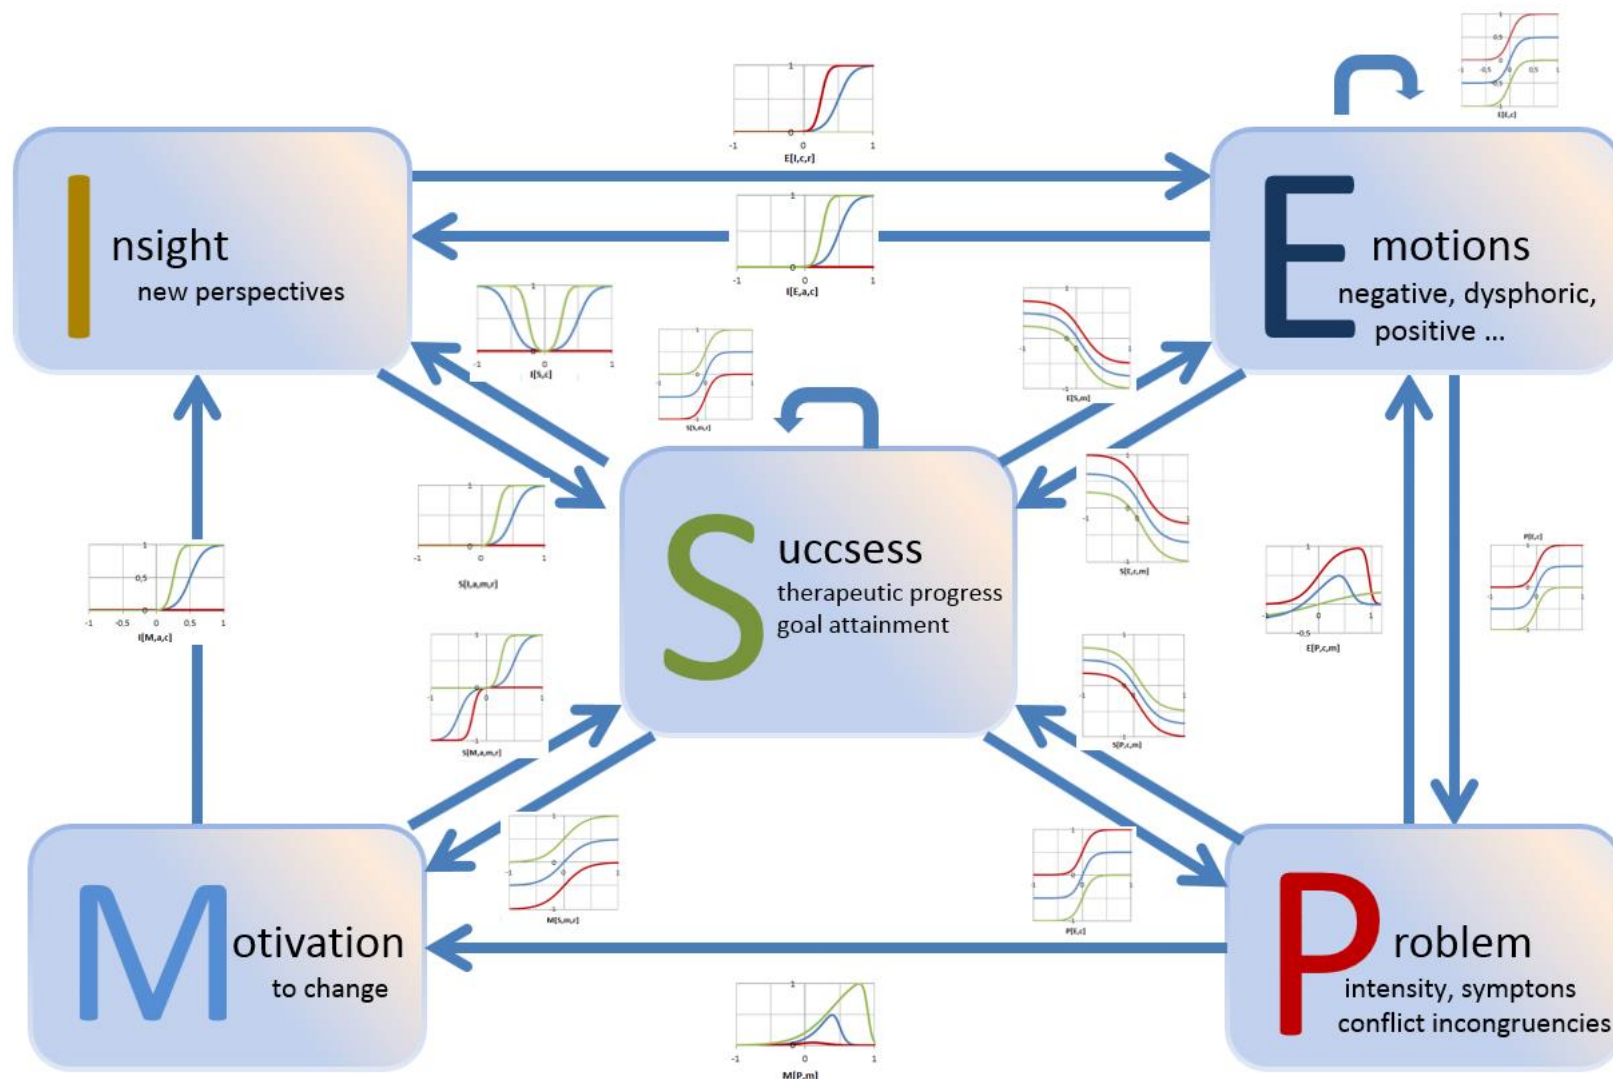 E[E,c]
E[I,c,r]
I[E,a,c]
Insight
new perspectives
Emotions
negative, dysphoric,
positive ...
I[S,c]
S[S,m,r]
E[S,m]
S[I,a,m,r]
Success
therapeutic progress
goal attainment
S[E,c,m]
P[E,c]
E[P,c,m]
I[M,a,c]
S[M,a,m,r]
S[P,c,m]
M[S,m,r]
P[E,c]
Motivation
to change
Problem
intensity, symptons
conflict incongruencies
M[P,m]